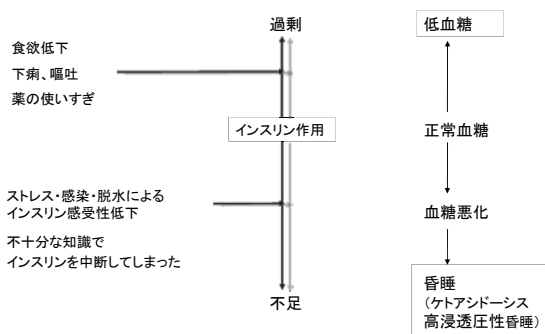 過剰
低血糖
食欲低下
下痢、嘔吐
薬の使いすぎ
インスリン作用
正常血糖
ストレス・感染・脱水による
インスリン感受性低下
血糖悪化
不十分な知識で
インスリンを中断してしまった
不足
昏睡
（ケトアシドーシス
高浸透圧性昏睡）